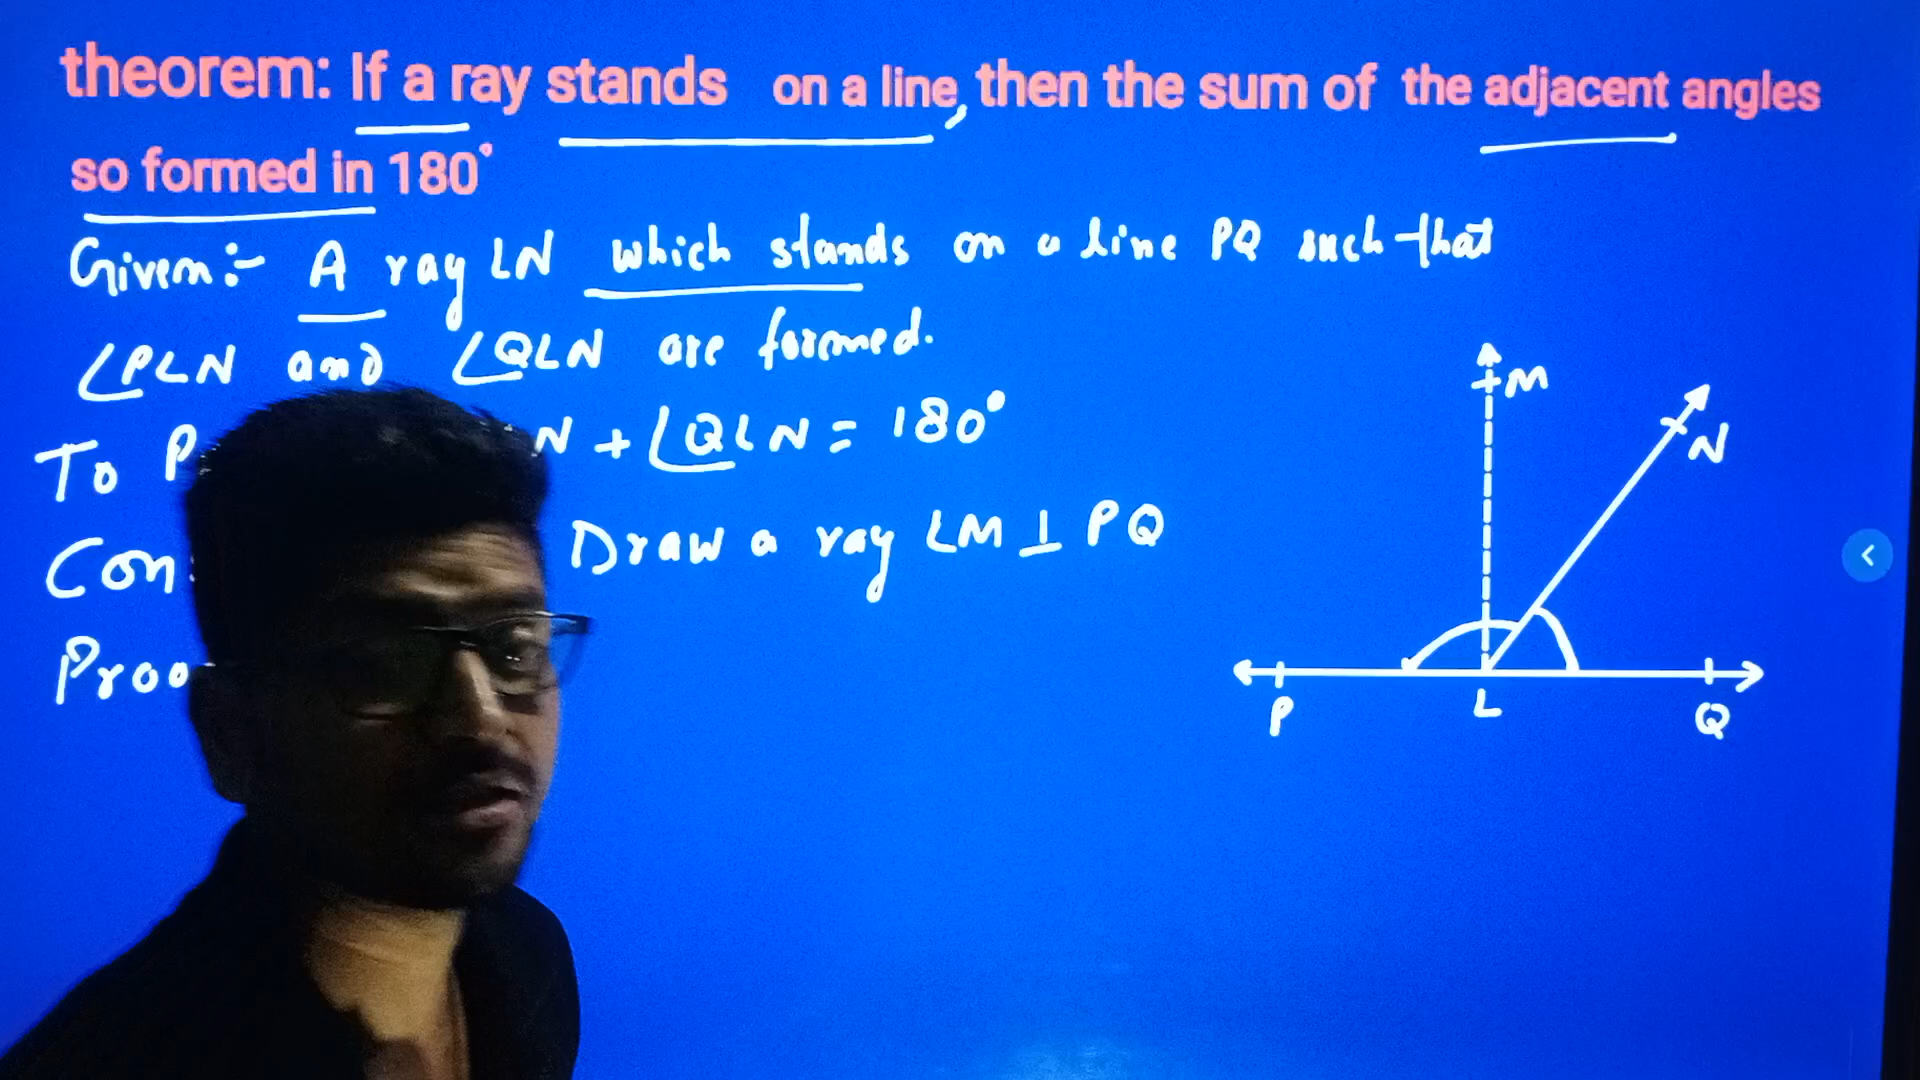 theorem: If a ray stands on a line, then the sum of the adjacent angles
so formed in 180°
Given:- A ray LN which stands on a line PQ such that
∠PLN and ∠QLN are formed.
To N + ∠QLN = 180°
Draw a ray LM ⊥ PQ
M
N
P L Q